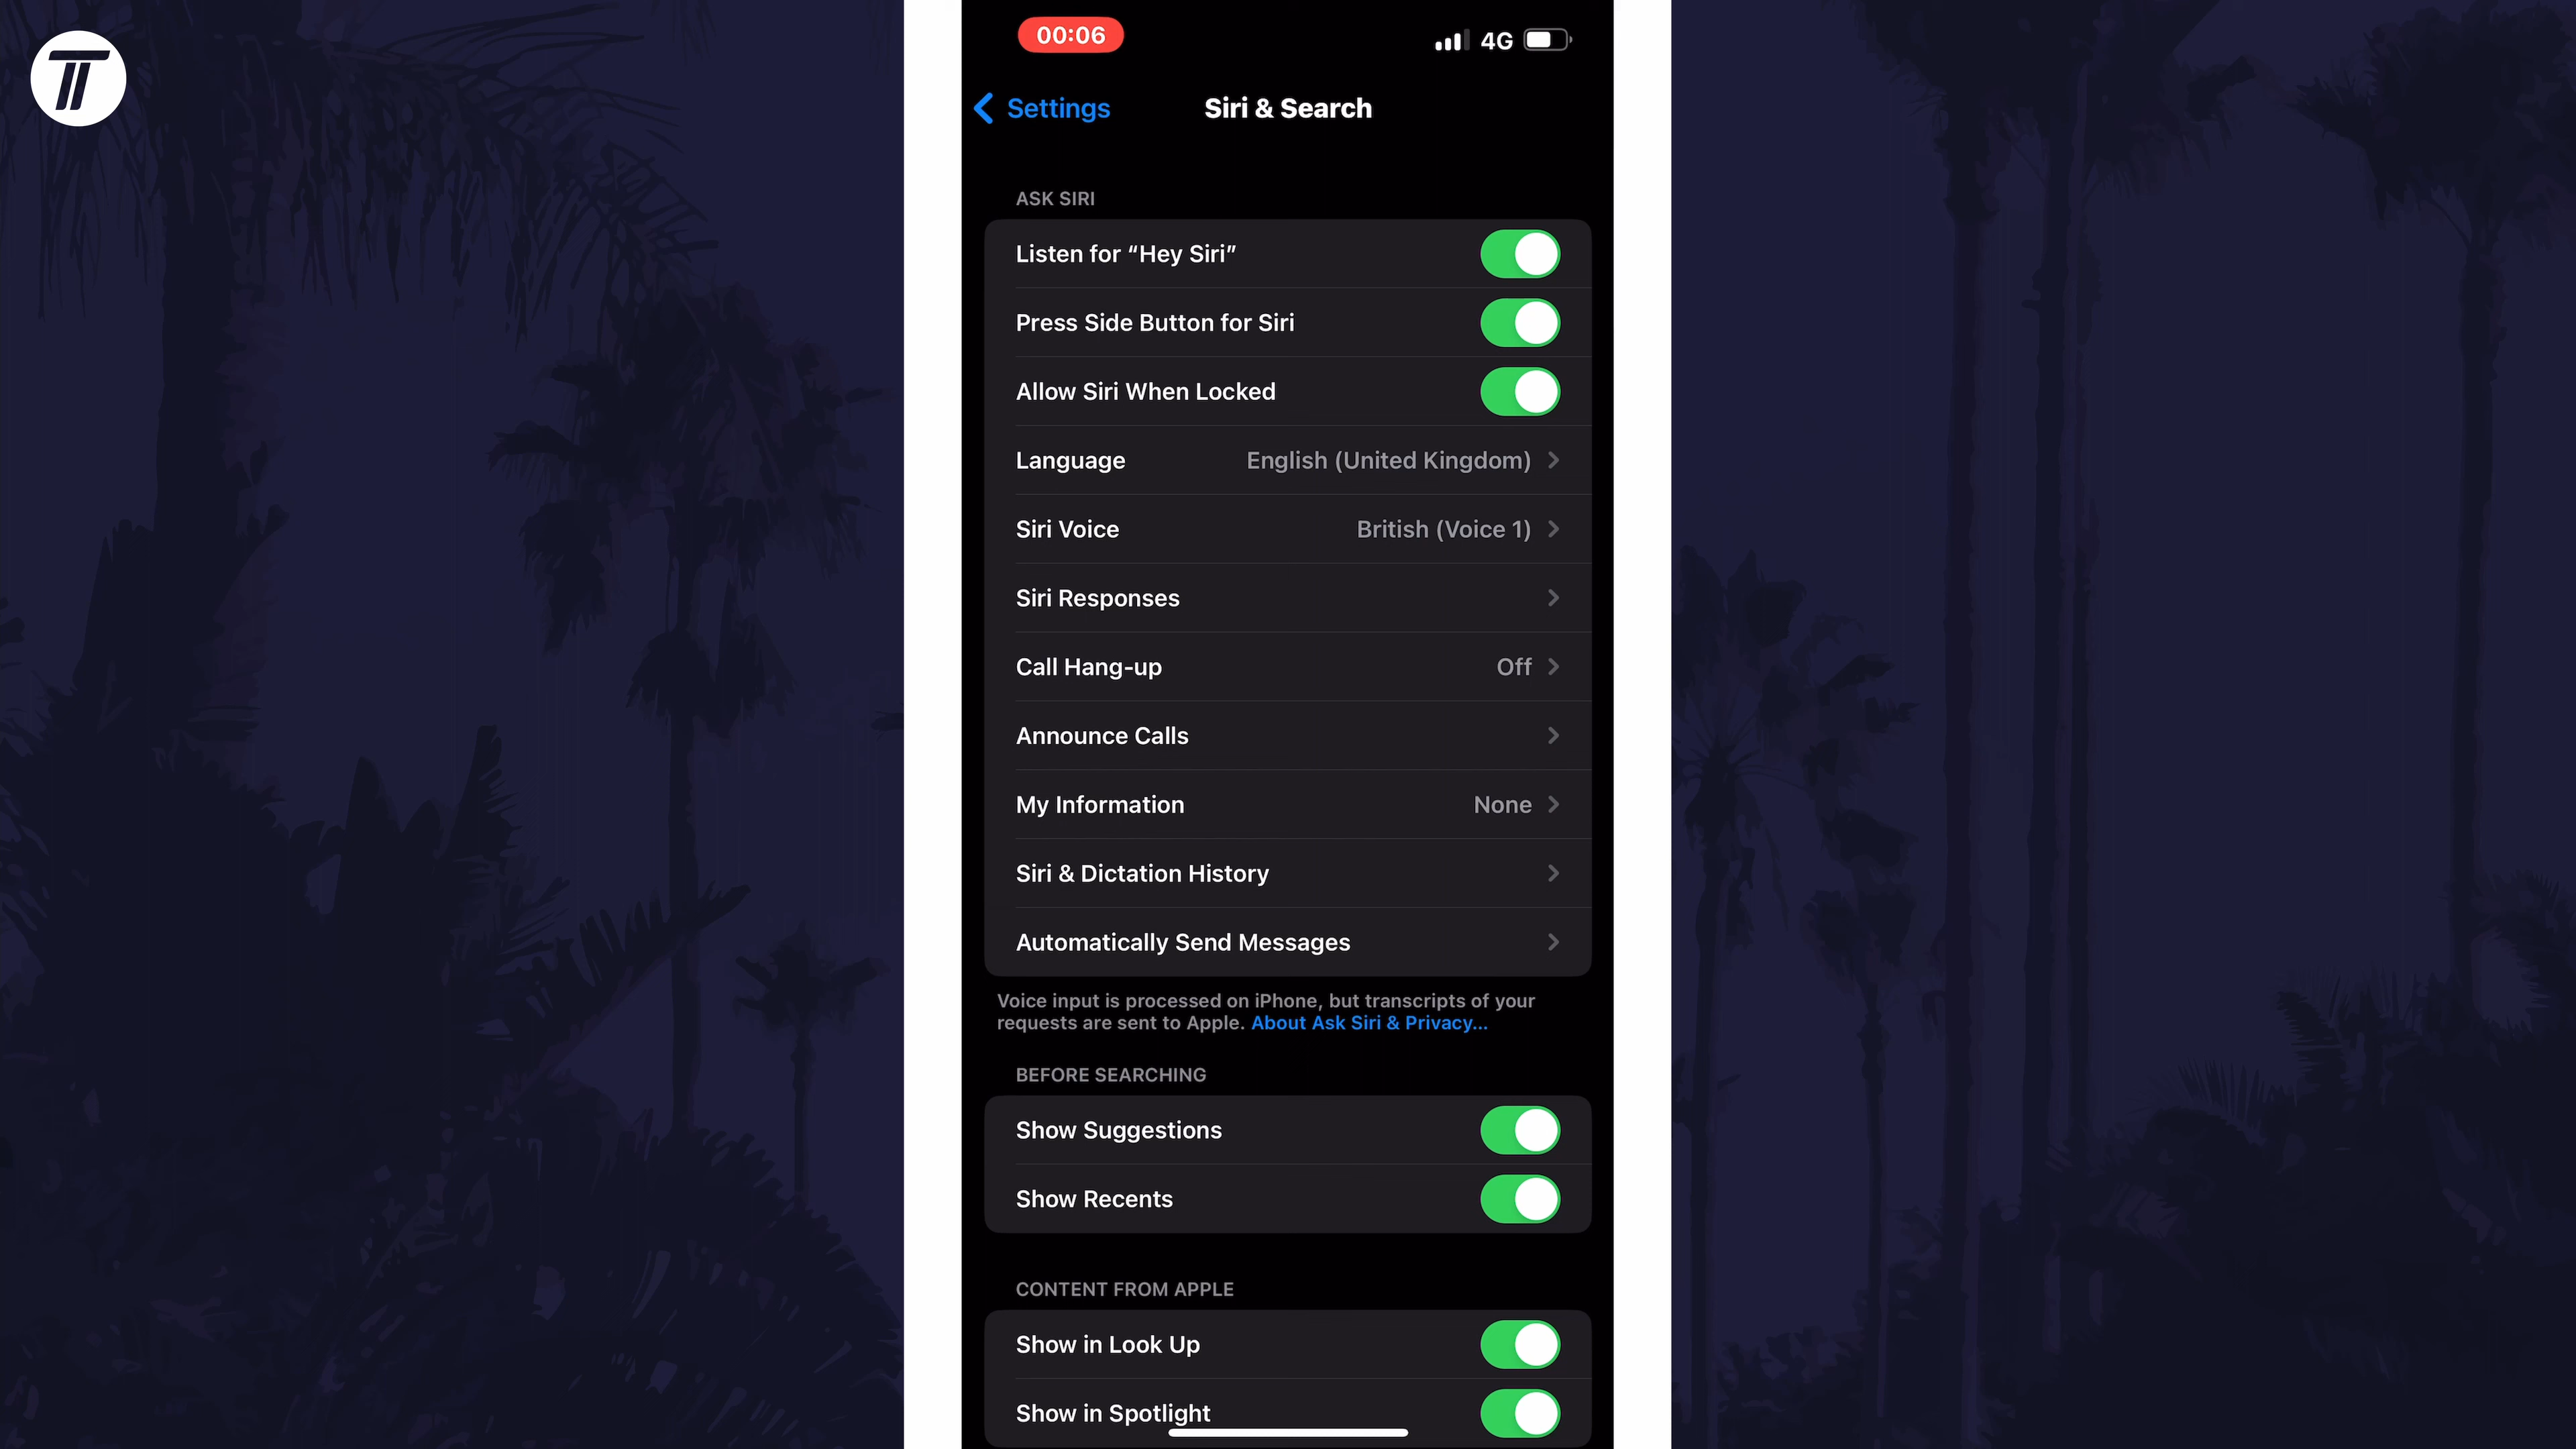 00:06
4G
Settings
Siri & Search
ASK SIRI
Listen for “Hey Siri”
Press Side Button for Siri
Allow Siri When Locked
Language English (United Kingdom)
Siri Voice British (Voice 1)
Siri Responses
Call Hang-up Off
Announce Calls
My Information None
Siri & Dictation History
Automatically Send Messages
Voice input is processed on iPhone, but transcripts of your
requests are sent to Apple. About Ask Siri & Privacy...
BEFORE SEARCHING
Show Suggestions
Show Recents
CONTENT FROM APPLE
Show in Look Up
Show in Spotlight